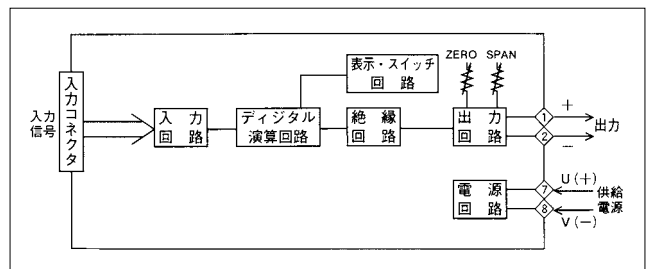 ZERO SPAN
表示・スイッチ
回路
入力
信号
入力コネクタ
入力
回路
ディジタル
演算回路
絶縁
回路
出力
回路
1
+
2
−
出力
電源
回路
7
U(+)
8
V(−)
供給
電源